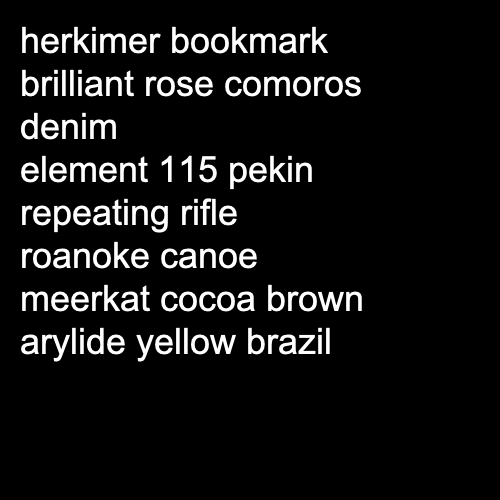 herkimer bookmark
brilliant rose comoros
denim
element 115 pekin
repeating rifle
roanoke canoe
meerkat cocoa brown
arylide yellow brazil